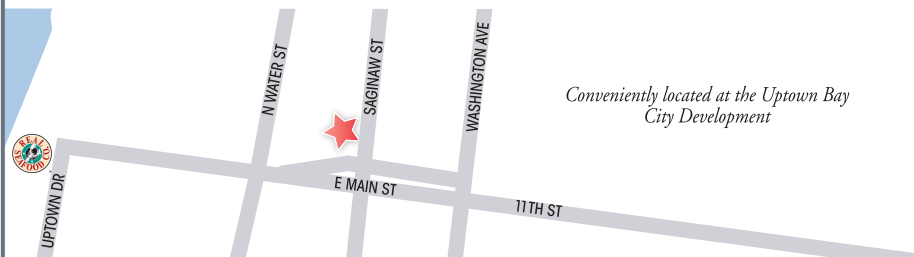 N WATER ST
SAGINAW ST
WASHINGTON AVE
Conveniently located at the Uptown Bay
City Development
REAL
SEAFOOD CO.
UPTOWN DR.
E MAIN ST
11TH ST